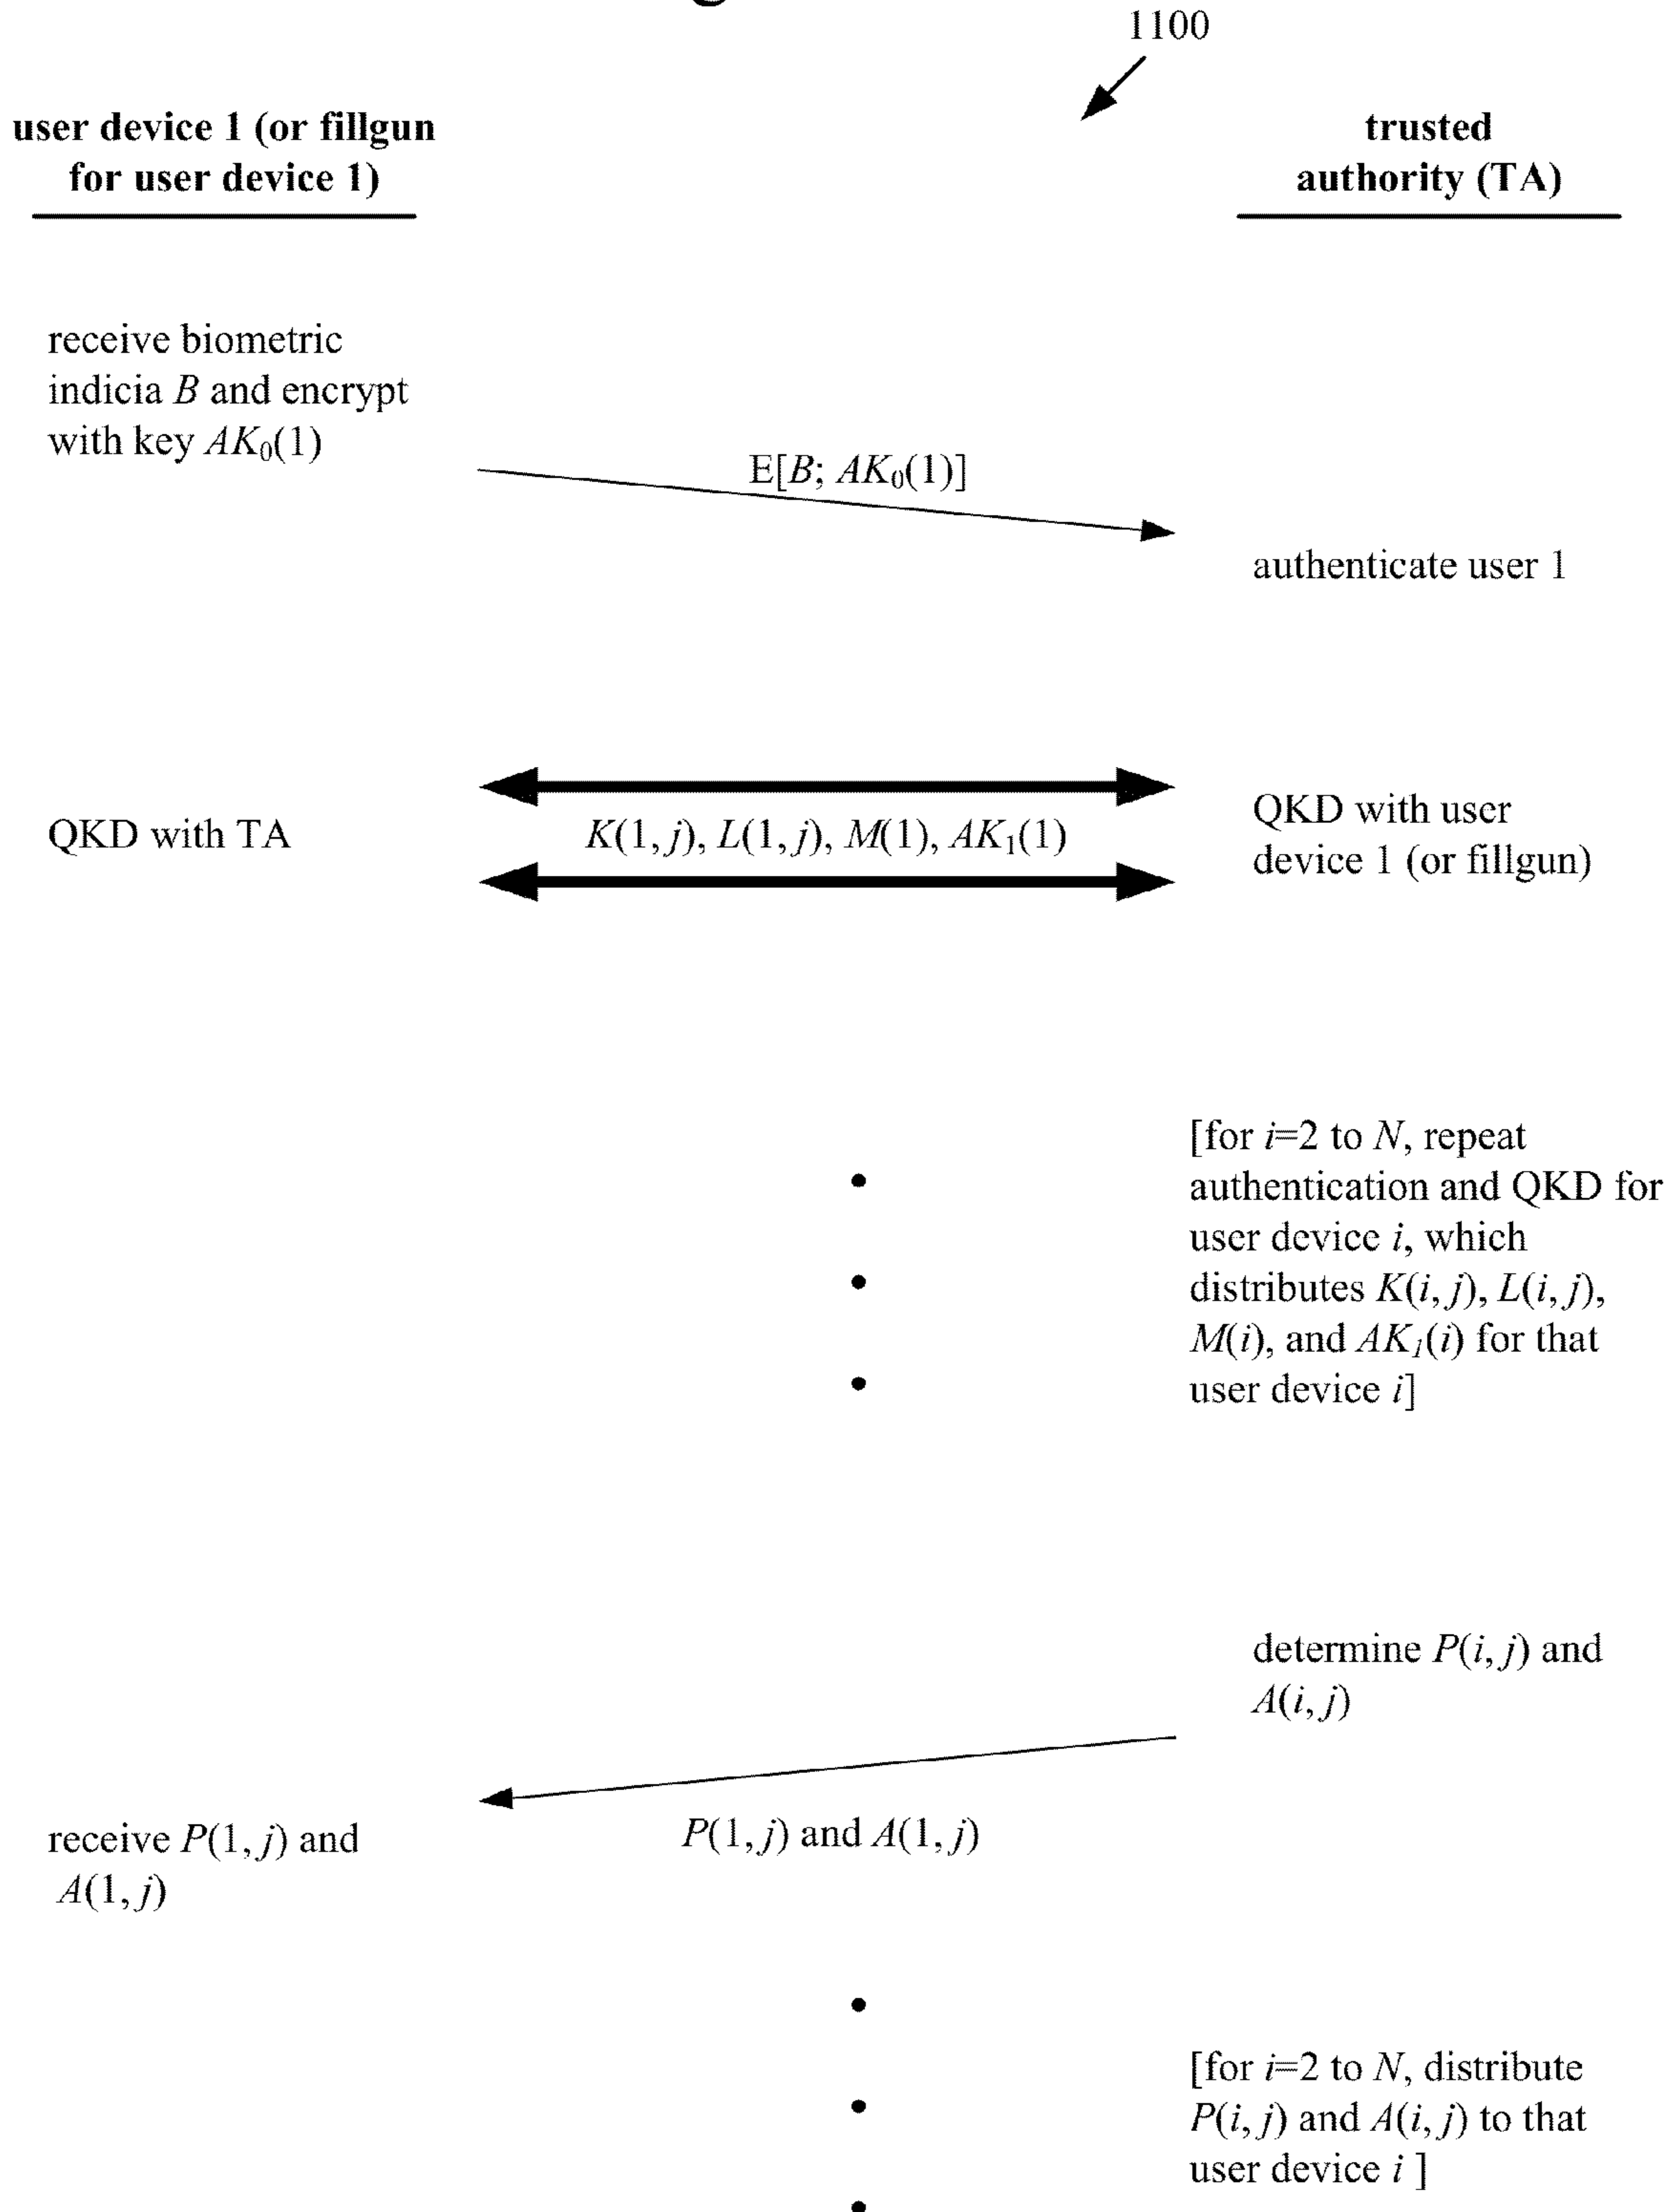 1100
user device 1 (or fillgun
for user device 1)
trusted
authority (TA)
receive biometric
indicia B and encrypt
with key AK₀(1)
E[B; AK₀(1)]
authenticate user 1
QKD with TA
K(1, j), L(1, j), M(1), AK₁(1)
QKD with user
device 1 (or fillgun)
[for i=2 to N, repeat
authentication and QKD for
user device i, which
distributes K(i, j), L(i, j),
M(i), and AK₁(i) for that
user device i]
determine P(i, j) and
A(i, j)
P(1, j) and A(1, j)
receive P(1, j) and
A(1, j)
[for i=2 to N, distribute
P(i, j) and A(i, j) to that
user device i ]